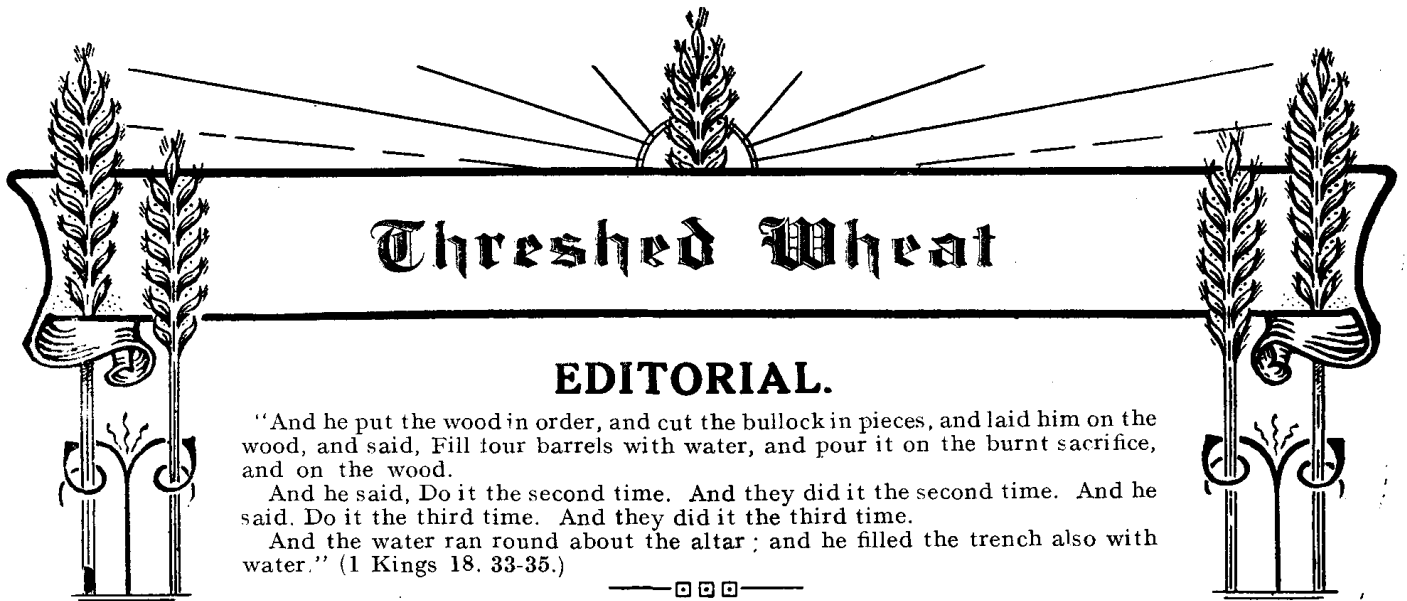 Threshed Wheat
EDITORIAL.
"And he put the wood in order, and cut the bullock in pieces, and laid him on the
wood, and said, Fill four barrels with water, and pour it on the burnt sacrifice,
and on the wood.
And he said, Do it the second time. And they did it the second time. And he
said. Do it the third time. And they did it the third time.
And the water ran round about the altar ; and he filled the trench also with
water." (1 Kings 18. 33-35.)